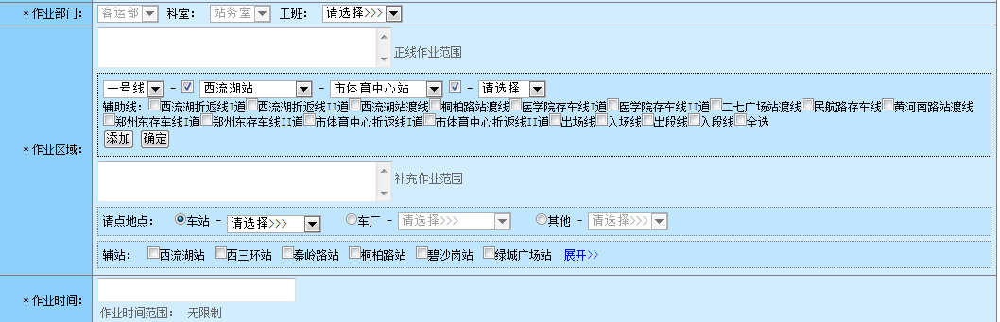 * 作业部门： 客运部 科室： 站务室 工班： 请选择>>>
正线作业范围
一号线 - 西流湖站 - 市体育中心站 - 请选择
辅助线：西流湖折返线I道西流湖折返线II道西流湖站渡线桐柏路站渡线医学院存车线I道医学院存车线II道二七广场站渡线民航路存车线黄河南路站渡线
郑州东存车线I道郑州东存车线II道市体育中心折返线I道市体育中心折返线II道出场线入场线出段线入段线全选
添加 确定
* 作业区域：
补充作业范围
请点地点： 车站 - 请选择>>> 车厂 - 请选择>>> 其他 - 请选择>>>
辅站： 西流湖站 西三环站 秦岭路站 桐柏路站 碧沙岗站 绿城广场站 展开>>
* 作业时间：
作业时间范围： 无限制